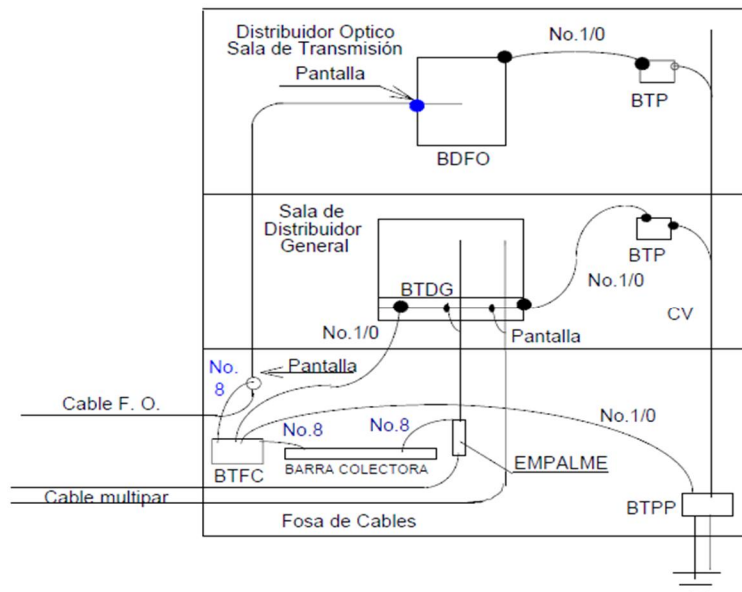 Distribuidor Optico
Sala de Transmisión
Pantalla
No.1/0
BTP
BDFO
Sala de
Distribuidor
General
BTDG
BTP
No.1/0
No.1/0
Pantalla
CV
No.
8
Pantalla
Cable F. O.
No.8
No.8
No.1/0
BTFC
BARRA COLECTORA
EMPALME
Cable multipar
BTPP
Fosa de Cables